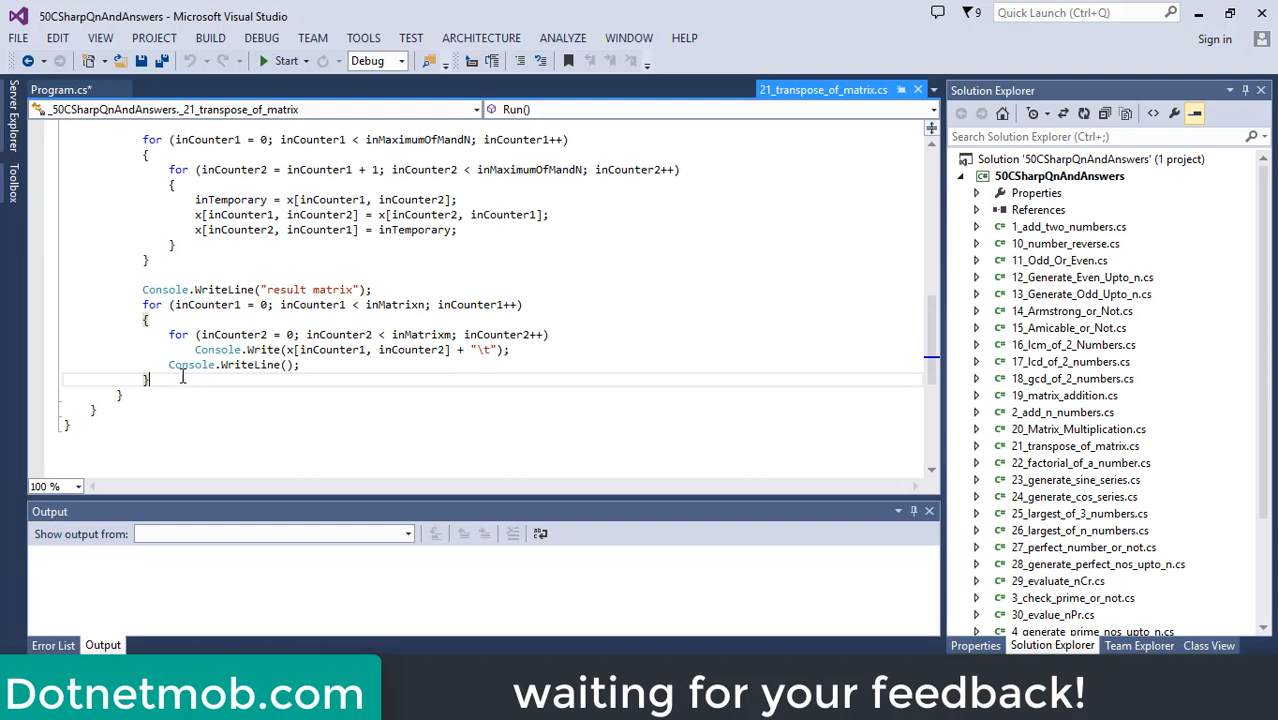 50CSharpQnAndAnswers - Microsoft Visual Studio
9
Quick Launch (Ctrl+Q)
FILE EDIT VIEW PROJECT BUILD DEBUG TEAM TOOLS TEST ARCHITECTURE ANALYZE WINDOW HELP
Sign in
Start Debug
Server Explorer
Toolbox
Program.cs*
21_transpose_of_matrix.cs
_50CSharpQnAndAnswers._21_transpose_of_matrix
Run()
for (inCounter1 = 0; inCounter1 < inMaximumOfMandN; inCounter1++)
{
for (inCounter2 = inCounter1 + 1; inCounter2 < inMaximumOfMandN; inCounter2++)
{
inTemporary = x[inCounter1, inCounter2];
x[inCounter1, inCounter2] = x[inCounter2, inCounter1];
x[inCounter2, inCounter1] = inTemporary;
}
}
Console.WriteLine("result matrix");
for (inCounter1 = 0; inCounter1 < inMatrixn; inCounter1++)
{
for (inCounter2 = 0; inCounter2 < inMatrixm; inCounter2++)
Console.Write(x[inCounter1, inCounter2] + "\t");
Console.WriteLine();
}
}
}
}
100 %
Output
Show output from:
Error List Output
Solution Explorer
Search Solution Explorer (Ctrl+;)
Solution '50CSharpQnAndAnswers' (1 project)
50CSharpQnAndAnswers
Properties
References
1_add_two_numbers.cs
10_number_reverse.cs
11_Odd_Or_Even.cs
12_Generate_Even_Upto_n.cs
13_Generate_Odd_Upto_n.cs
14_Armstrong_or_Not.cs
15_Amicable_or_Not.cs
16_lcm_of_2_numbers.cs
17_lcd_of_2_numbers.cs
18_gcd_of_2_numbers.cs
19_matrix_addition.cs
2_add_n_numbers.cs
20_Matrix_Multiplication.cs
21_transpose_of_matrix.cs
22_factorial_of_a_number.cs
23_generate_sine_series.cs
24_generate_cos_series.cs
25_largest_of_3_numbers.cs
26_largest_of_n_numbers.cs
27_perfect_number_or_not.cs
28_generate_perfect_nos_upto_n.cs
29_evaluate_nCr.cs
3_check_prime_or_not.cs
30_evalue_nPr.cs
4_generate_prime_nos_upto_n.cs
Properties Solution Explorer Team Explorer Class View
Dotnetmob.com
waiting for your feedback!